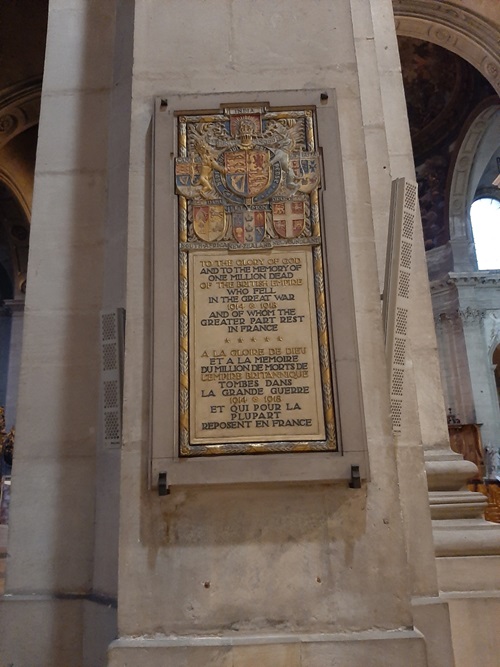 INDIA
TO THE GLORY OF GOD
AND TO THE MEMORY OF
ONE MILLION DEAD
OF THE BRITISH EMPIRE
WHO FELL
IN THE GREAT WAR
1914 1918
AND OF WHOM THE
GREATER PART REST
IN FRANCE
A LA GLOIRE DE DIEU
ET A LA MEMOIRE
DU MILLION DE MORTS DE
L'EMPIRE BRITANNIQUE
TOMBES DANS
LA GRANDE GUERRE
1914 1918
ET QUI POUR LA
PLUPART
REPOSENT EN FRANCE